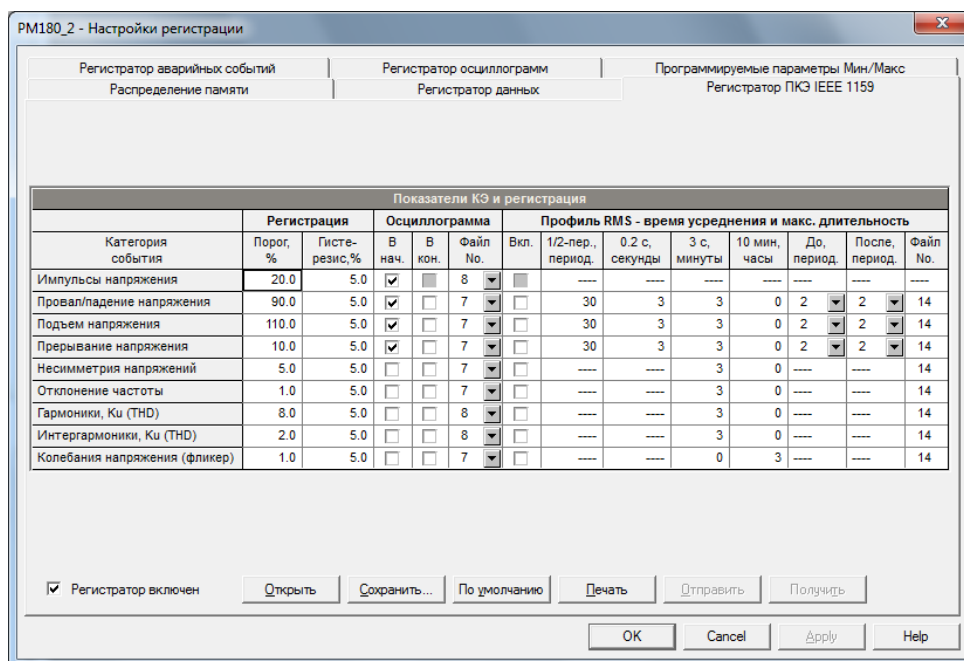 PM180_2 - Настройки регистрации
Регистратор аварийных событий Регистратор осциллограмм Программируемые параметры Мин/Макс
Распределение памяти Регистратор данных Регистратор ПКЭ IEEE 1159
Показатели КЭ и регистрация
Регистрация Осциллограмма Профиль RMS - время усреднения и макс. длительность
Категория события Порог, % Гисте-резис,% В нач. В кон. Файл No. Вкл. 1/2-пер., период. 0.2 с, секунды 3 с, минуты 10 мин, часы До, период. После, период. Файл No.
Импульсы напряжения 20.0 5.0 8 ---- ---- ---- ---- ---- ---- ----
Провал/падение напряжения 90.0 5.0 7 30 3 3 0 2 2 14
Подъем напряжения 110.0 5.0 7 30 3 3 0 2 2 14
Прерывание напряжения 10.0 5.0 7 30 3 3 0 2 2 14
Несимметрия напряжений 5.0 5.0 7 ---- ---- 3 0 ---- ---- 14
Отклонение частоты 1.0 5.0 7 ---- ---- 3 0 ---- ---- 14
Гармоники, Ku (THD) 8.0 5.0 8 ---- ---- 3 0 ---- ---- 14
Интергармоники, Ku (THD) 2.0 5.0 8 ---- ---- 3 0 ---- ---- 14
Колебания напряжения (фликер) 1.0 5.0 7 ---- ---- 0 3 ---- ---- 14
Регистратор включен Открыть Сохранить... По умолчанию Печать Отправить Получить
OK Cancel Apply Help